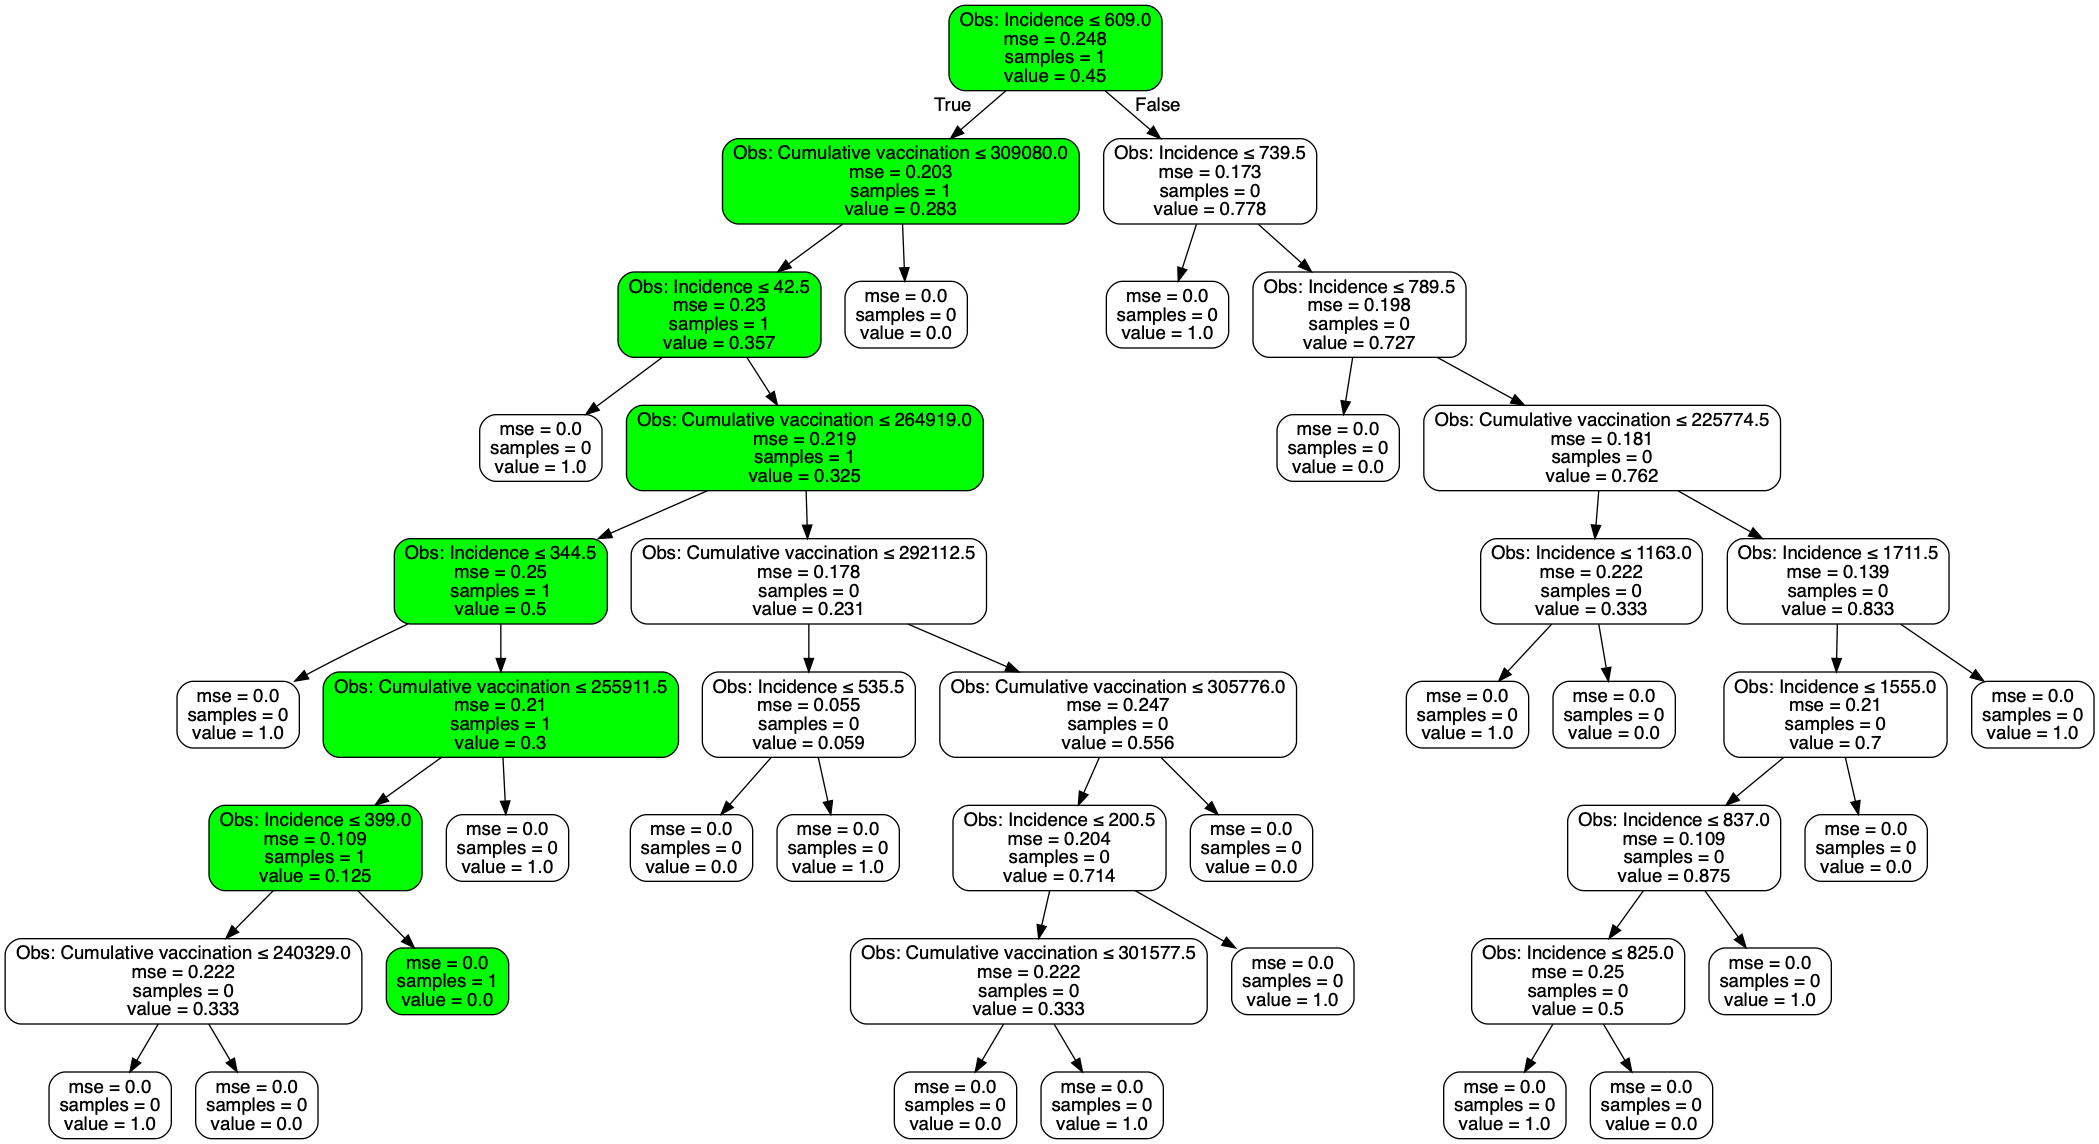 Obs: Incidence ≤ 609.0
mse = 0.248
samples = 1
value = 0.45
True
False
Obs: Cumulative vaccination ≤ 309080.0
mse = 0.203
samples = 1
value = 0.283
Obs: Incidence ≤ 739.5
mse = 0.173
samples = 0
value = 0.778
Obs: Incidence ≤ 42.5
mse = 0.23
samples = 1
value = 0.357
mse = 0.0
samples = 0
value = 0.0
mse = 0.0
samples = 0
value = 1.0
Obs: Incidence ≤ 789.5
mse = 0.198
samples = 0
value = 0.727
mse = 0.0
samples = 0
value = 1.0
Obs: Cumulative vaccination ≤ 264919.0
mse = 0.219
samples = 1
value = 0.325
mse = 0.0
samples = 0
value = 0.0
Obs: Cumulative vaccination ≤ 225774.5
mse = 0.181
samples = 0
value = 0.762
Obs: Incidence ≤ 344.5
mse = 0.25
samples = 1
value = 0.5
Obs: Cumulative vaccination ≤ 292112.5
mse = 0.178
samples = 0
value = 0.231
Obs: Incidence ≤ 1163.0
mse = 0.222
samples = 0
value = 0.333
Obs: Incidence ≤ 1711.5
mse = 0.139
samples = 0
value = 0.833
mse = 0.0
samples = 0
value = 1.0
Obs: Cumulative vaccination ≤ 255911.5
mse = 0.21
samples = 1
value = 0.3
Obs: Incidence ≤ 535.5
mse = 0.055
samples = 0
value = 0.059
Obs: Cumulative vaccination ≤ 305776.0
mse = 0.247
samples = 0
value = 0.556
mse = 0.0
samples = 0
value = 1.0
mse = 0.0
samples = 0
value = 0.0
Obs: Incidence ≤ 1555.0
mse = 0.21
samples = 0
value = 0.7
mse = 0.0
samples = 0
value = 1.0
Obs: Incidence ≤ 399.0
mse = 0.109
samples = 1
value = 0.125
mse = 0.0
samples = 0
value = 1.0
mse = 0.0
samples = 0
value = 0.0
mse = 0.0
samples = 0
value = 1.0
Obs: Incidence ≤ 200.5
mse = 0.204
samples = 0
value = 0.714
mse = 0.0
samples = 0
value = 0.0
Obs: Incidence ≤ 837.0
mse = 0.109
samples = 0
value = 0.875
mse = 0.0
samples = 0
value = 0.0
Obs: Cumulative vaccination ≤ 240329.0
mse = 0.222
samples = 0
value = 0.333
mse = 0.0
samples = 1
value = 0.0
Obs: Cumulative vaccination ≤ 301577.5
mse = 0.222
samples = 0
value = 0.333
mse = 0.0
samples = 0
value = 1.0
Obs: Incidence ≤ 825.0
mse = 0.25
samples = 0
value = 0.5
mse = 0.0
samples = 0
value = 1.0
mse = 0.0
samples = 0
value = 1.0
mse = 0.0
samples = 0
value = 0.0
mse = 0.0
samples = 0
value = 0.0
mse = 0.0
samples = 0
value = 1.0
mse = 0.0
samples = 0
value = 1.0
mse = 0.0
samples = 0
value = 0.0